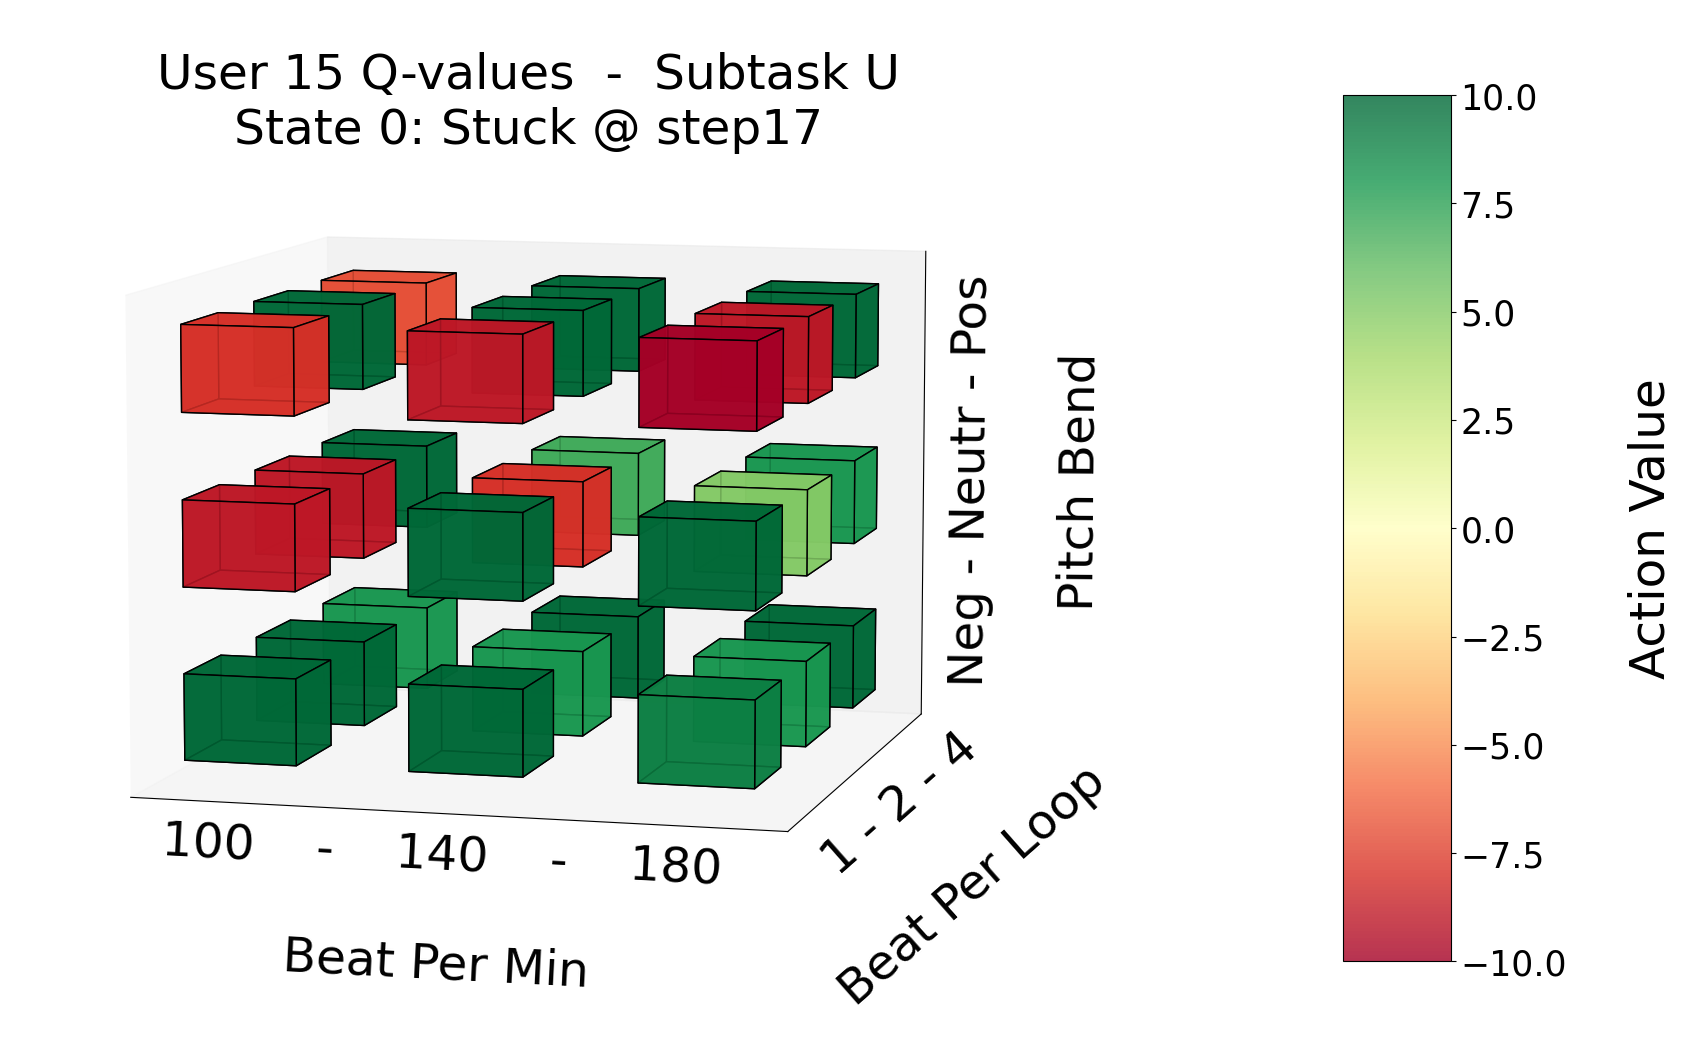 User 15 Q-values  -  Subtask U
State 0: Stuck @ step17
100 - 140 - 180
Beat Per Min
1 - 2 - 4
Beat Per Loop
Neg - Neutr - Pos
Pitch Bend
10.0
7.5
5.0
2.5
0.0
−2.5
−5.0
−7.5
−10.0
Action Value